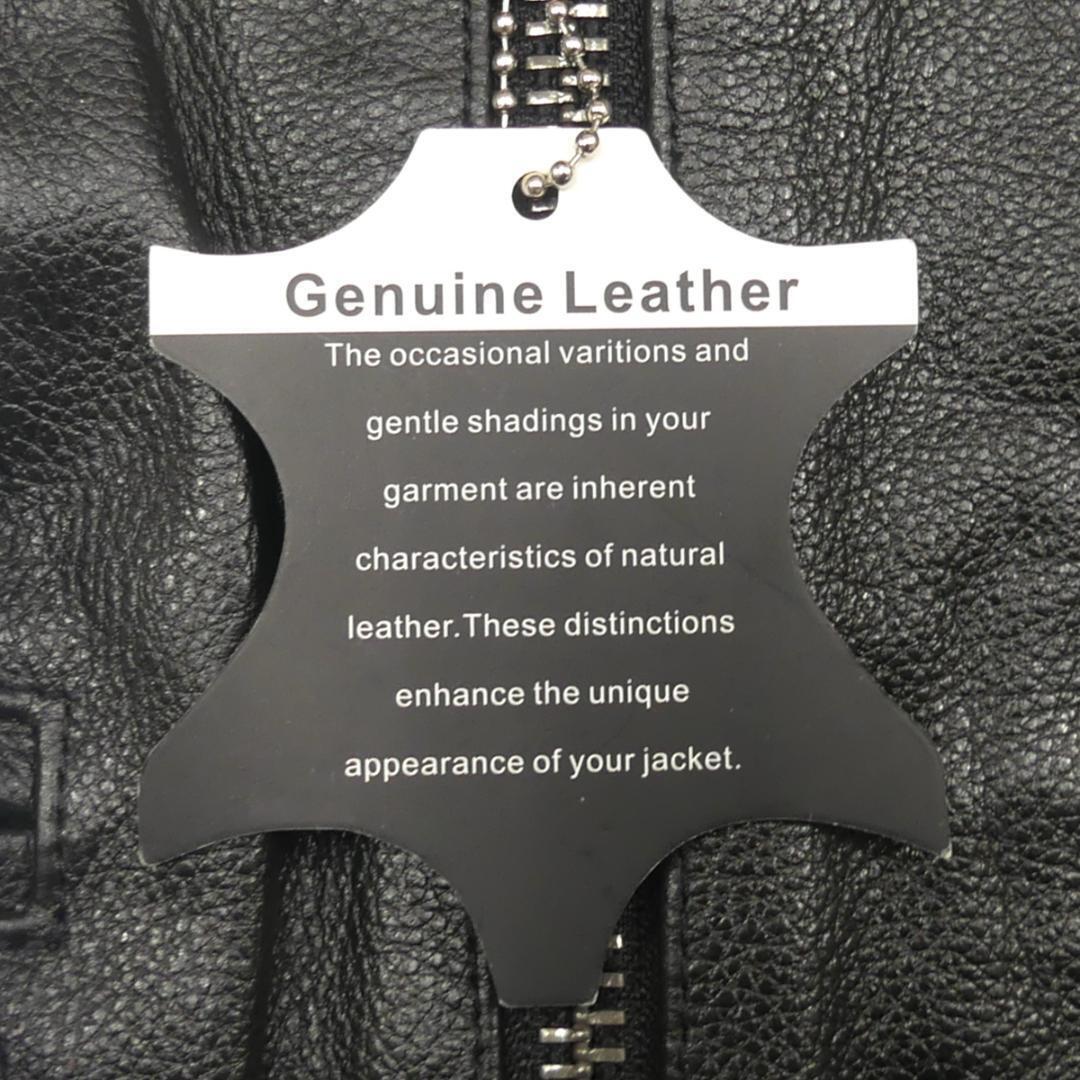 Genuine Leather
The occasional varitions and
gentle shadings in your
garment are inherent
characteristics of natural
leather.These distinctions
enhance the unique
appearance of your jacket.